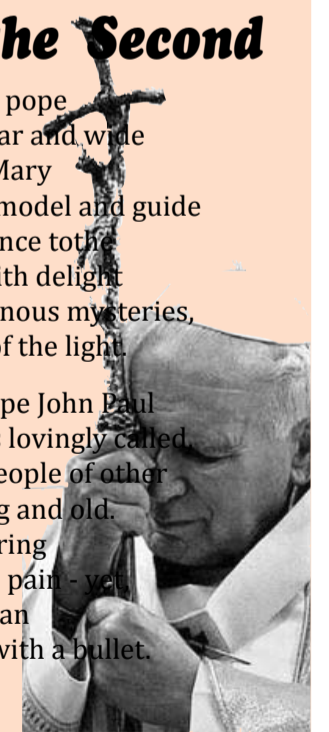 he Second
pope
ar and wide
Mary
model and guide
nce tothe
ith delight
nous mysteries,
of the light.
pe John Paul
s lovingly called,
eople of other
g and old.
ring
pain - yet,
an
with a bullet.